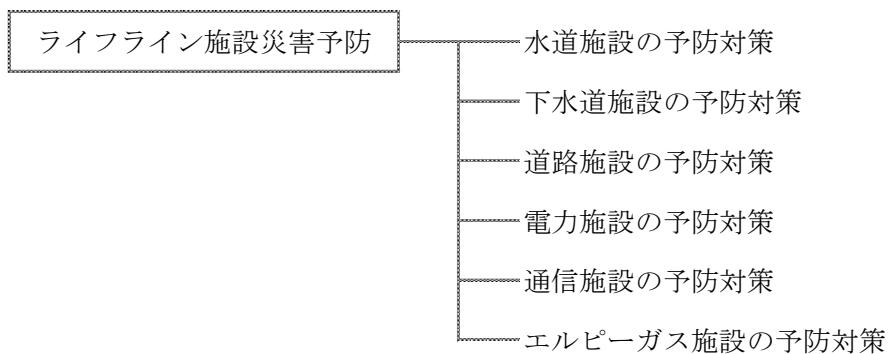 ライフライン施設災害予防
水道施設の予防対策
下水道施設の予防対策
道路施設の予防対策
電力施設の予防対策
通信施設の予防対策
エルピーガス施設の予防対策